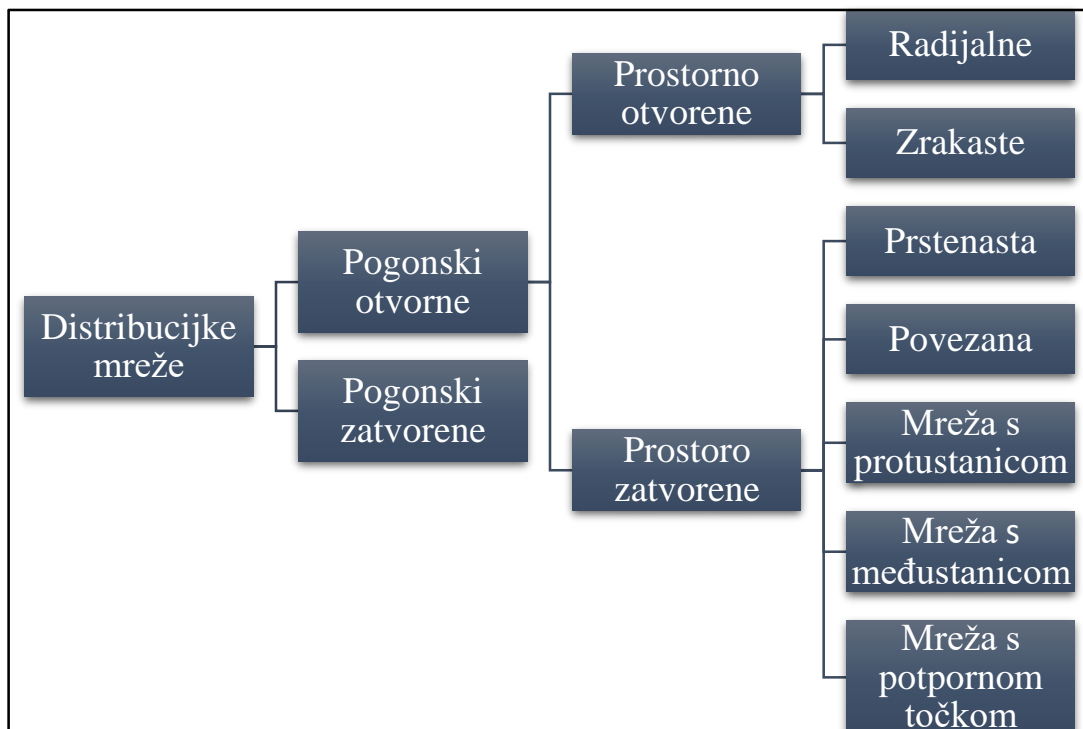 Distribucijke
mreže
Pogonski
otvorne
Pogonski
zatvorene
Prostorno
otvorene
Prostoro
zatvorene
Radijalne
Zrakaste
Prstenasta
Povezana
Mreža s
protustanicom
Mreža s
međustanicom
Mreža s
potpornom
točkom